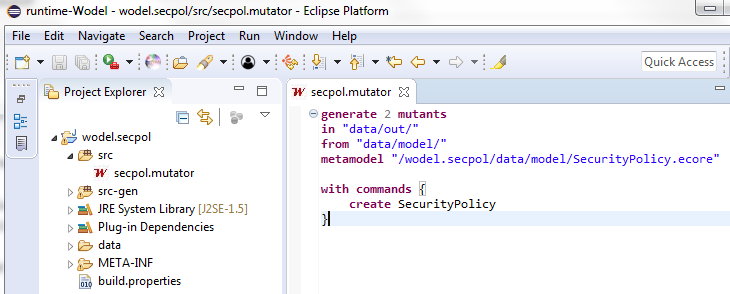 runtime-Wodel - wodel.secpol/src/secpol.mutator - Eclipse Platform
File Edit Navigate Search Project Run Window Help
Quick Access
Project Explorer
secpol.mutator
wodel.secpol
src
secpol.mutator
src-gen
JRE System Library [J2SE-1.5]
Plug-in Dependencies
data
META-INF
build.properties
generate 2 mutants
in "data/out/"
from "data/model/"
metamodel "/wodel.secpol/data/model/SecurityPolicy.ecore"
with commands {
create SecurityPolicy
}